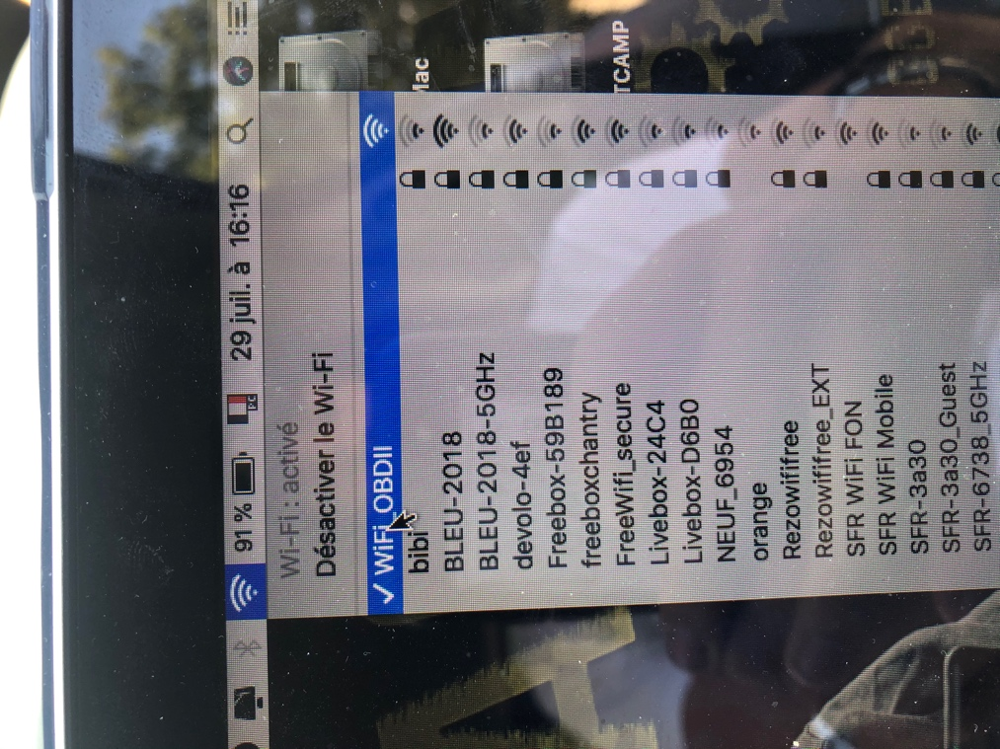 91 % 29 juil. à 16:16
Wi-Fi : activé
Désactiver le Wi-Fi
✓ WiFi_OBDII
bibi
BLEU-2018
BLEU-2018-5GHz
devolo-4ef
Freebox-59B189
freeboxchantry
FreeWifi_secure
Livebox-24C4
Livebox-D6B0
NEUF_6954
orange
Rezowififree
Rezowififree_EXT
SFR WiFi FON
SFR WiFi Mobile
SFR-3a30
SFR-3a30_Guest
SFR-6738_5GHz
Mac
TCAMP